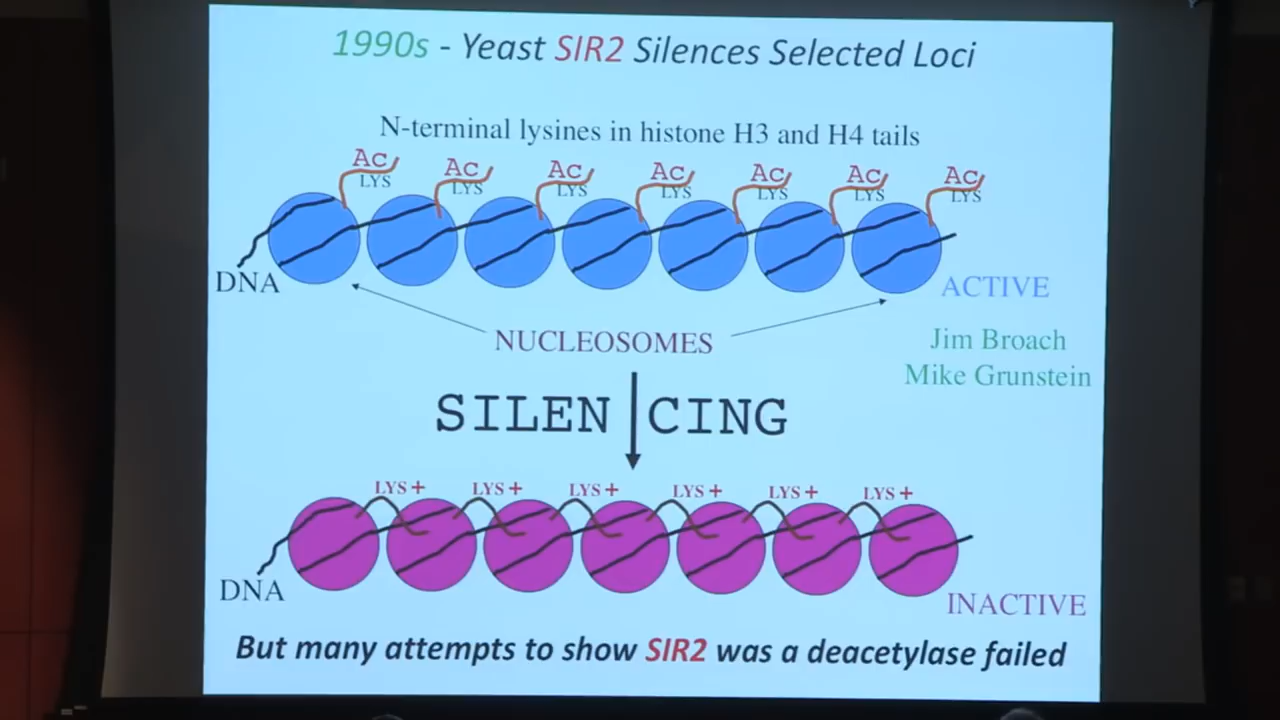 1990s - Yeast SIR2 Silences Selected Loci
N-terminal lysines in histone H3 and H4 tails
Ac Ac Ac Ac Ac Ac Ac
LYS LYS LYS LYS LYS LYS LYS
DNA
ACTIVE
NUCLEOSOMES
Jim Broach
Mike Grunstein
SILEN CING
LYS + LYS + LYS + LYS + LYS + LYS +
DNA
INACTIVE
But many attempts to show SIR2 was a deacetylase failed